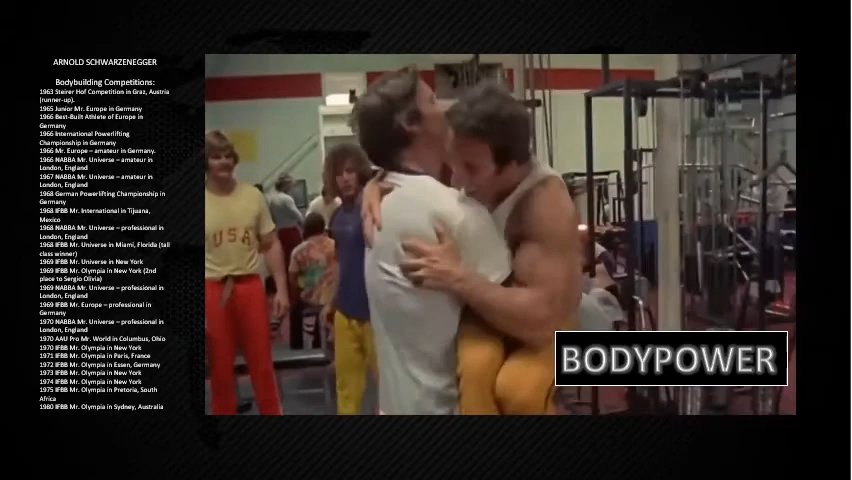 ARNOLD SCHWARZENEGGER
Bodybuilding Competitions:
1963 Steirer Hof Competition in Graz, Austria
(runner-up).
1965 Junior Mr. Europe in Germany
1966 Best-Built Athlete of Europe in
Germany
1966 International Powerlifting
Championship in Germany
1966 Mr. Europe – amateur in Germany.
1966 NABBA Mr. Universe – amateur in
London, England
1967 NABBA Mr. Universe – amateur in
London, England
1968 German Powerlifting Championship in
Germany
1968 IFBB Mr. International in Tijuana,
Mexico
1968 NABBA Mr. Universe – professional in
London, England
1968 IFBB Mr. Universe in Miami, Florida (tall
class winner)
1969 IFBB Mr. Universe in New York
1969 IFBB Mr. Olympia in New York (2nd
place to Sergio Olivia)
1969 NABBA Mr. Universe – professional in
London, England
1969 IFBB Mr. Europe – professional in
Germany
1970 NABBA Mr. Universe – professional in
London, England
1970 AAU Pro Mr. World in Columbus, Ohio
1970 IFBB Mr. Olympia in New York
1971 IFBB Mr. Olympia in Paris, France
1972 IFBB Mr. Olympia in Essen, Germany
1973 IFBB Mr. Olympia in New York
1974 IFBB Mr. Olympia in New York
1975 IFBB Mr. Olympia in Pretoria, South
Africa
1980 IFBB Mr. Olympia in Sydney, Australia
USA
BODYPOWER